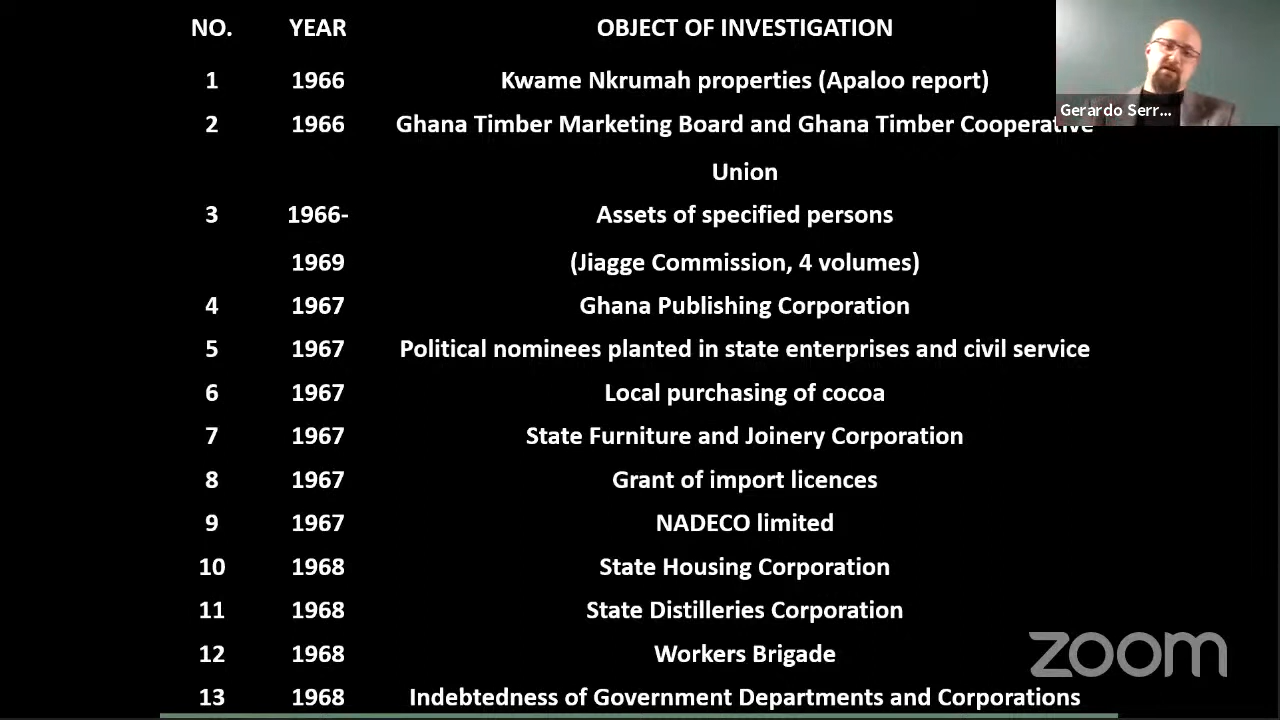 NO. YEAR OBJECT OF INVESTIGATION
1 1966 Kwame Nkrumah properties (Apaloo report)
2 1966 Ghana Timber Marketing Board and Ghana Timber Cooperative
Union
3 1966- Assets of specified persons
1969 (Jiagge Commission, 4 volumes)
4 1967 Ghana Publishing Corporation
5 1967 Political nominees planted in state enterprises and civil service
6 1967 Local purchasing of cocoa
7 1967 State Furniture and Joinery Corporation
8 1967 Grant of import licences
9 1967 NADECO limited
10 1968 State Housing Corporation
11 1968 State Distilleries Corporation
12 1968 Workers Brigade
13 1968 Indebtedness of Government Departments and Corporations
Gerardo Serr...
zoom